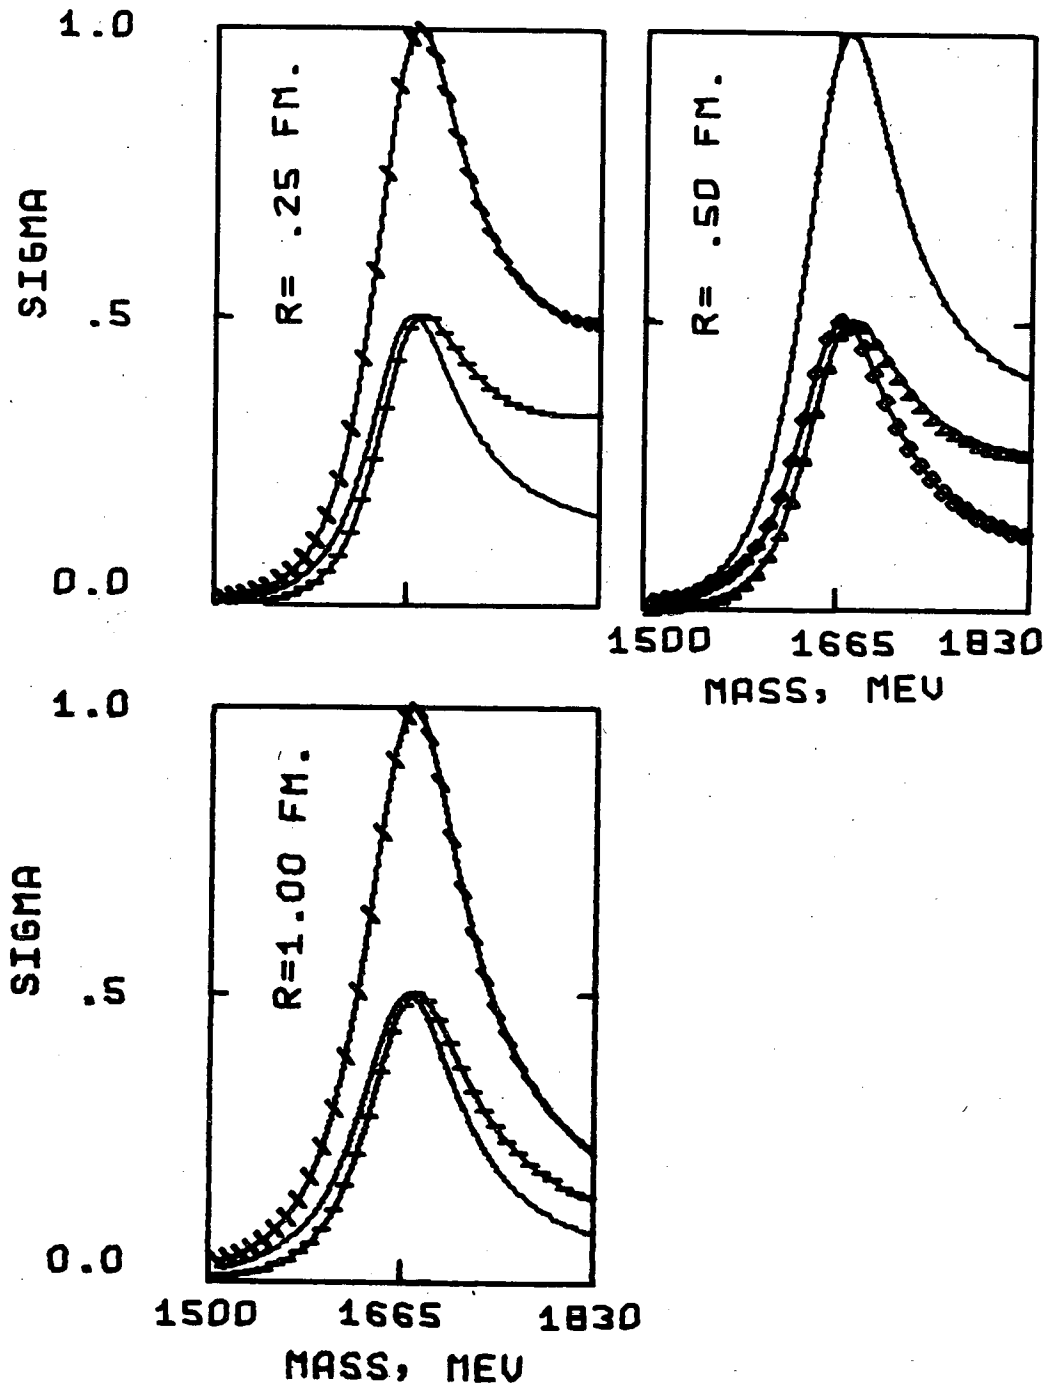 1.0
SIGMA
.5
0.0
R= .25 FM.
R= .50 FM.
1500 1665 1830
MASS, MEV
1.0
SIGMA
.5
0.0
R=1.00 FM.
1500 1665 1830
MASS, MEV